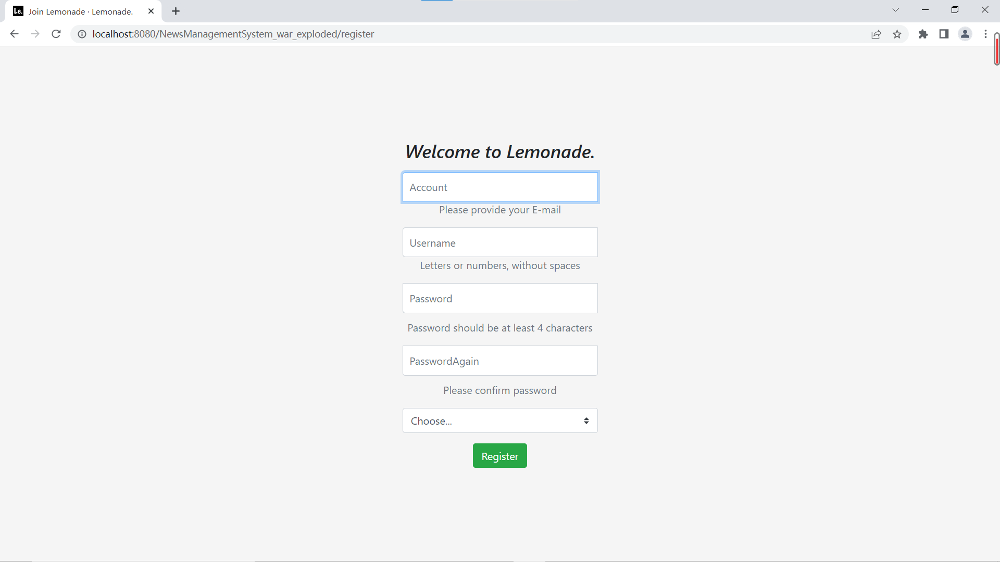 Le. Join Lemonade · Lemonade.
localhost:8080/NewsManagementSystem_war_exploded/register
Welcome to Lemonade.
Account
Please provide your E-mail
Username
Letters or numbers, without spaces
Password
Password should be at least 4 characters
PasswordAgain
Please confirm password
Choose...
Register